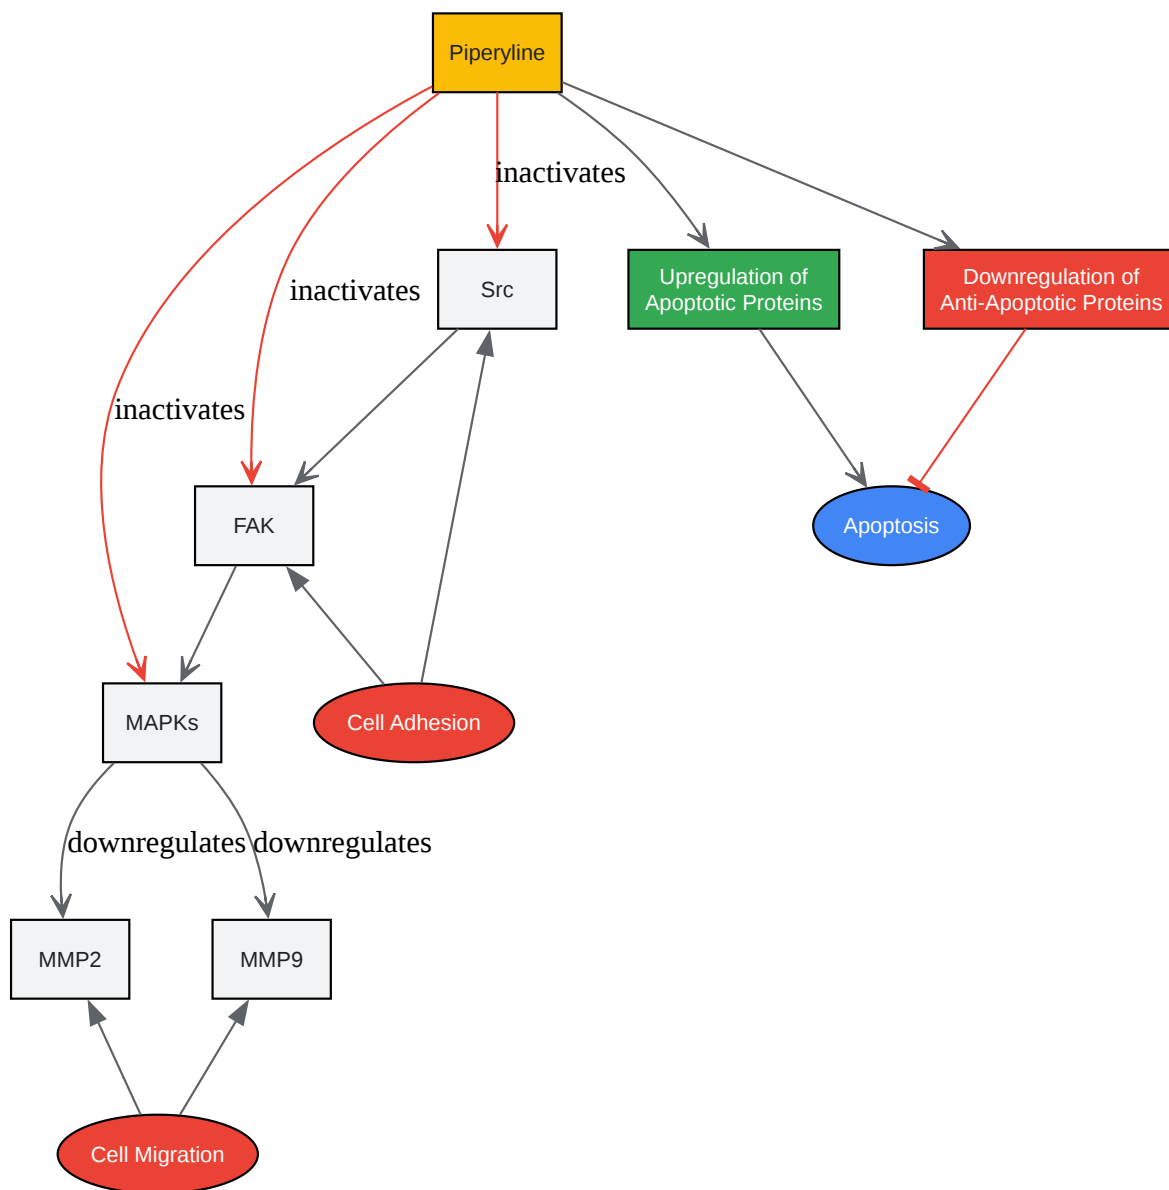 Piperyline
inactivates
inactivates
Src
Upregulation of
Apoptotic Proteins
Downregulation of
Anti-Apoptotic Proteins
inactivates
FAK
Apoptosis
MAPKs
Cell Adhesion
downregulates
downregulates
MMP2
MMP9
Cell Migration